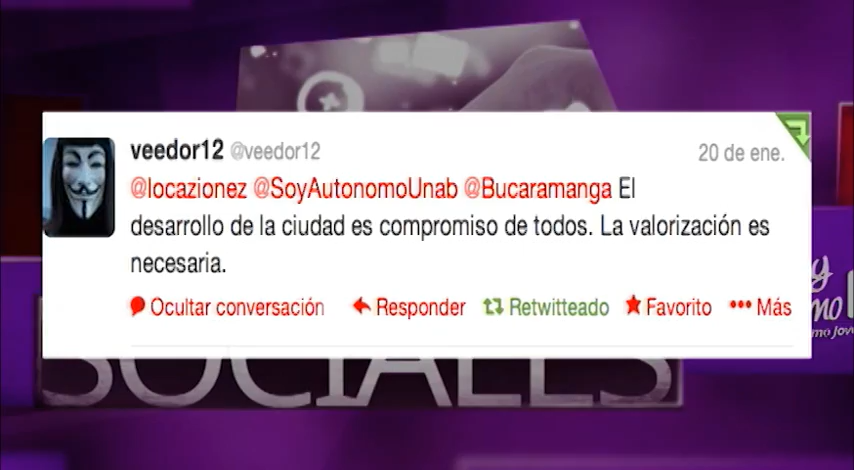 veedor12 @veedor12
20 de ene.
@locazionez @SoyAutonomoUnab @Bucaramanga El
desarrollo de la ciudad es compromiso de todos. La valorización es
necesaria.
Ocultar conversación Responder Retwitteado Favorito Más
SOCIALES